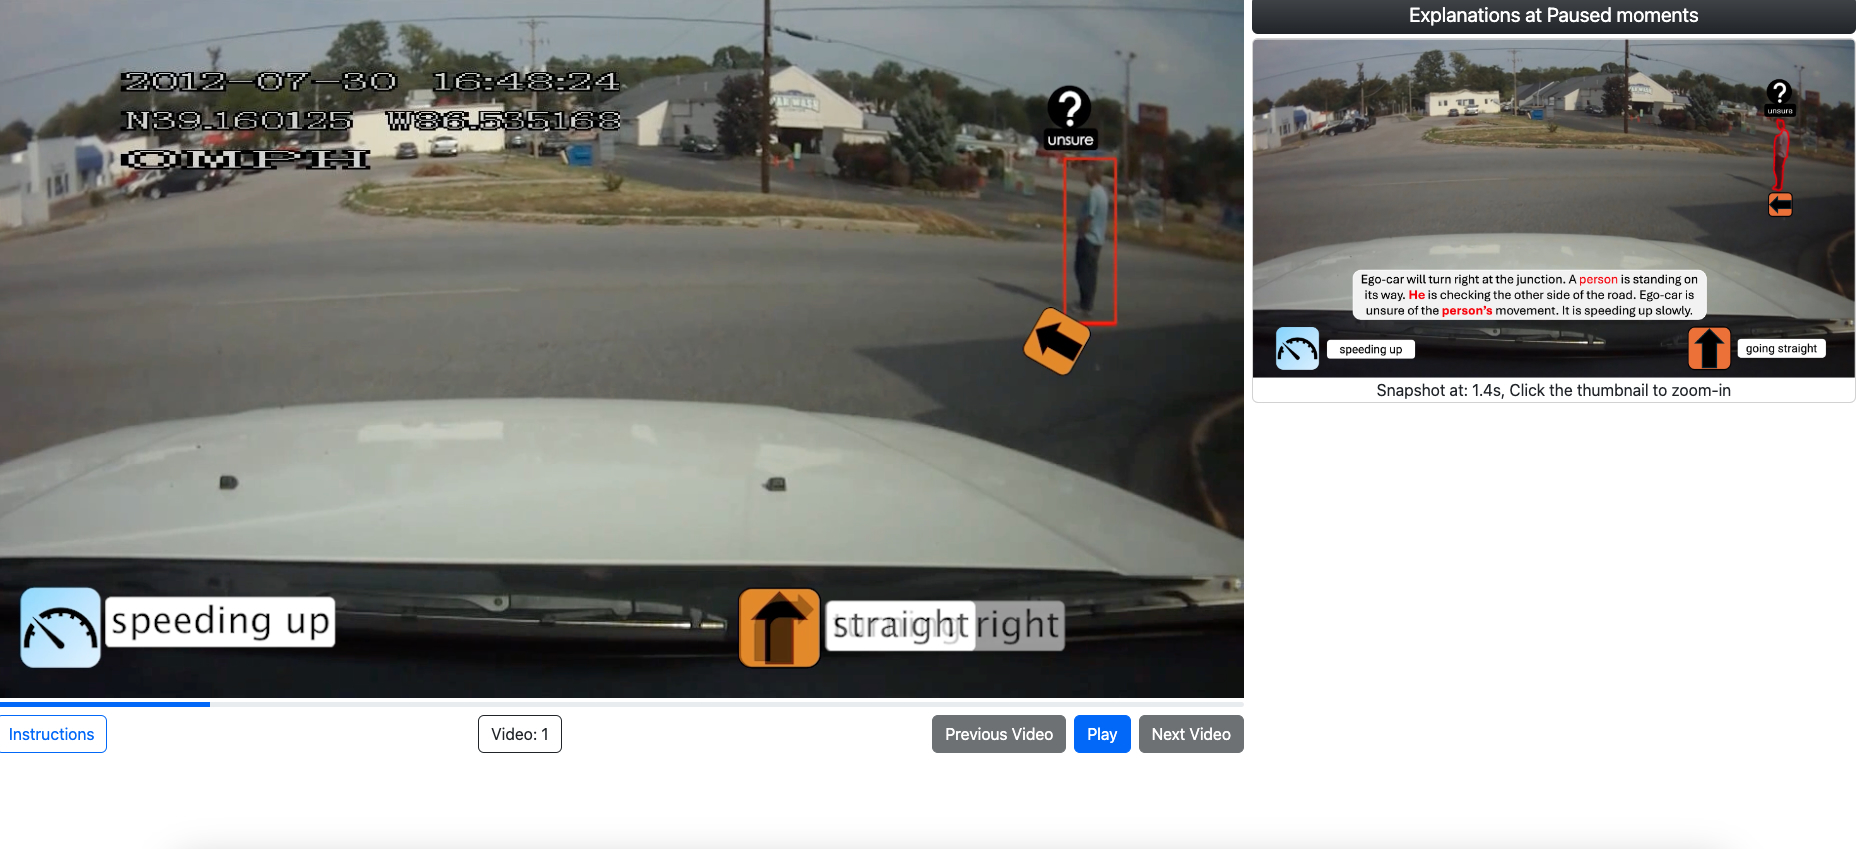 2012-07-30 16:48:24
N39.160125 W86.535168
0MPH
?
unsure
speeding up
straight right
Instructions
Video: 1
Previous Video
Play
Next Video
Explanations at Paused moments
?
unsure
Ego-car will turn right at the junction. A person is standing on
its way. He is checking the other side of the road. Ego-car is
unsure of the person's movement. It is speeding up slowly.
speeding up
going straight
Snapshot at: 1.4s, Click the thumbnail to zoom-in